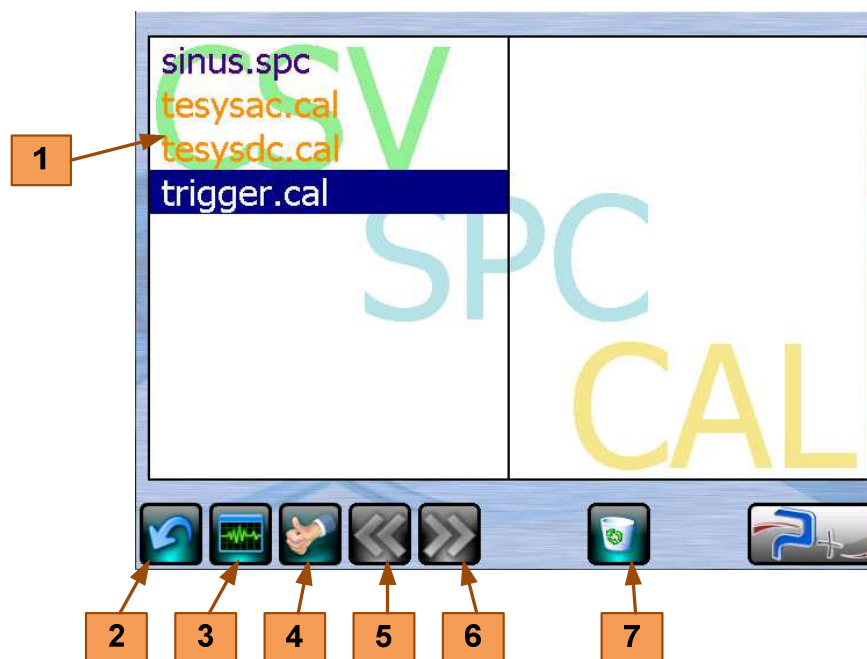 sinus.spc
tesysac.cal
tesysdc.cal
trigger.cal
CSV
SPC
CAL
1
2
3
4
5
6
7